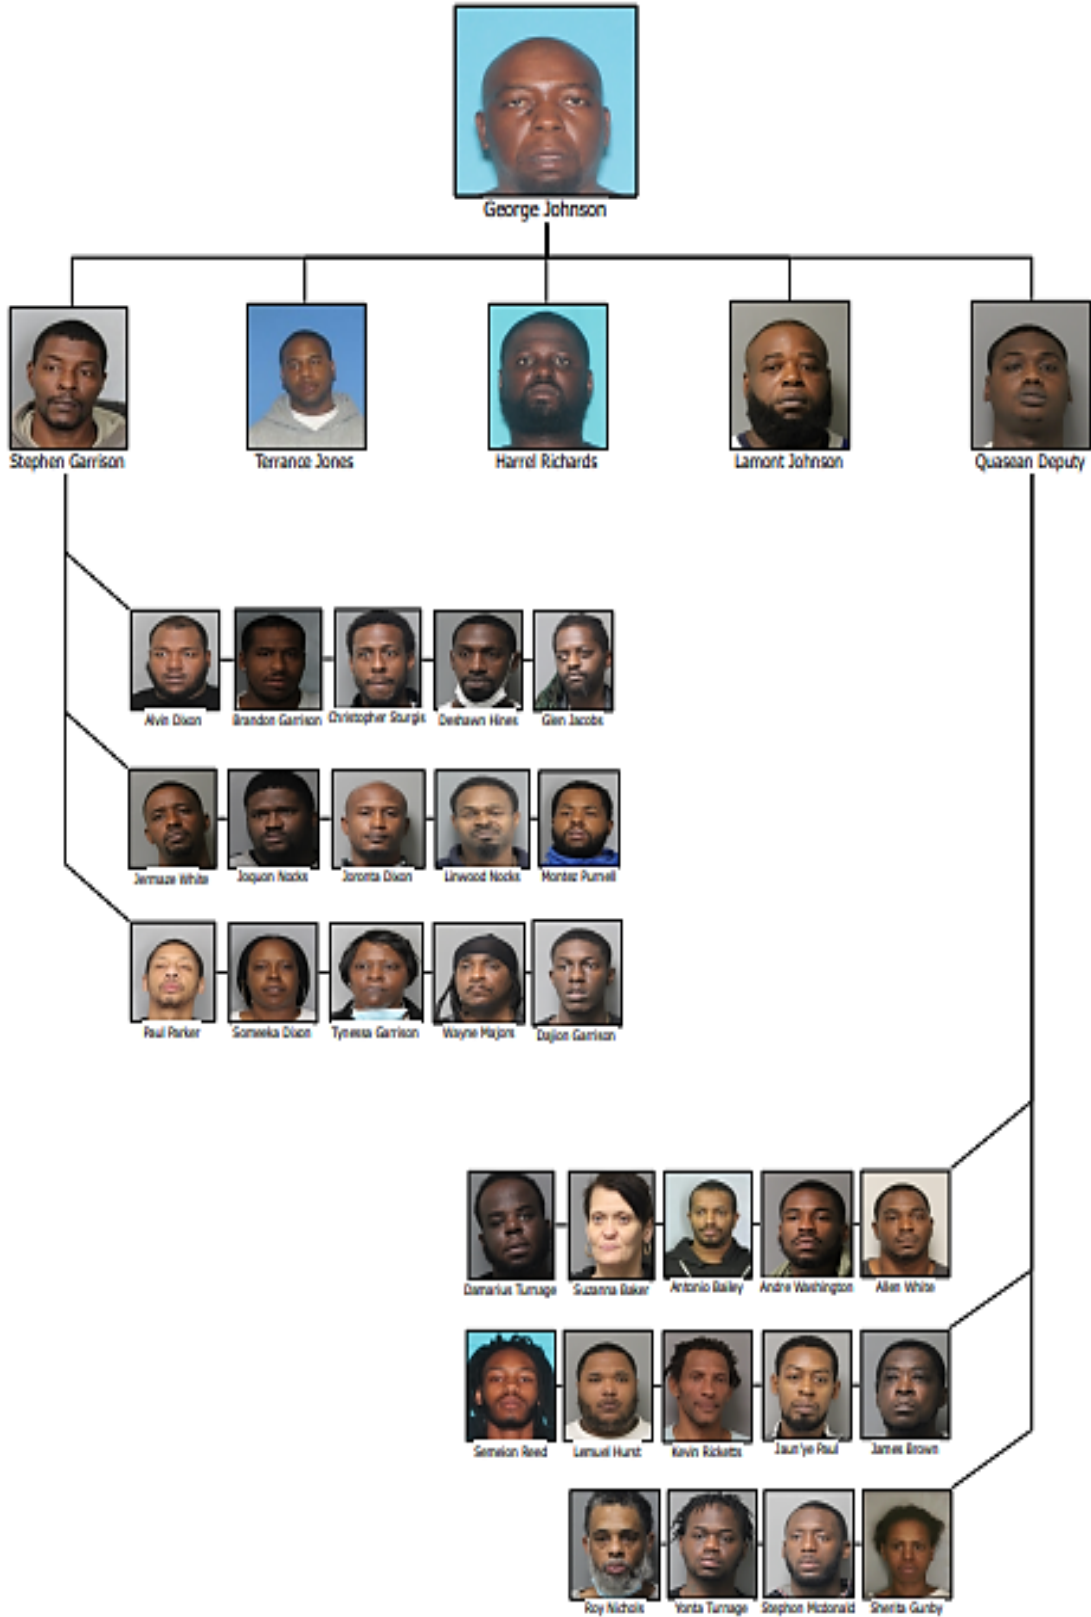 George Johnson
Stephen Garrison
Terrance Jones
Harrel Richards
Lamont Johnson
Quasean Deputy
Alvin Dixon
Brandon Garrison
Christopher Sturgis
Deshawn Hines
Glen Jacobs
Jermaze White
Joquon Nocks
Joronta Dixon
Linwood Nocks
Montez Purnell
Paul Parker
Someeka Dixon
Tynessa Garrison
Wayne Majors
Dajion Garrison
Damarius Turnage
Suzanna Baker
Antonio Bailey
Andre Washington
Allen White
Semeion Reed
Lemuel Hurst
Kevin Ricketts
Jaun'ye Paul
James Brown
Roy Nichols
Yonta Turnage
Stephon Mcdonald
Sherita Gunby